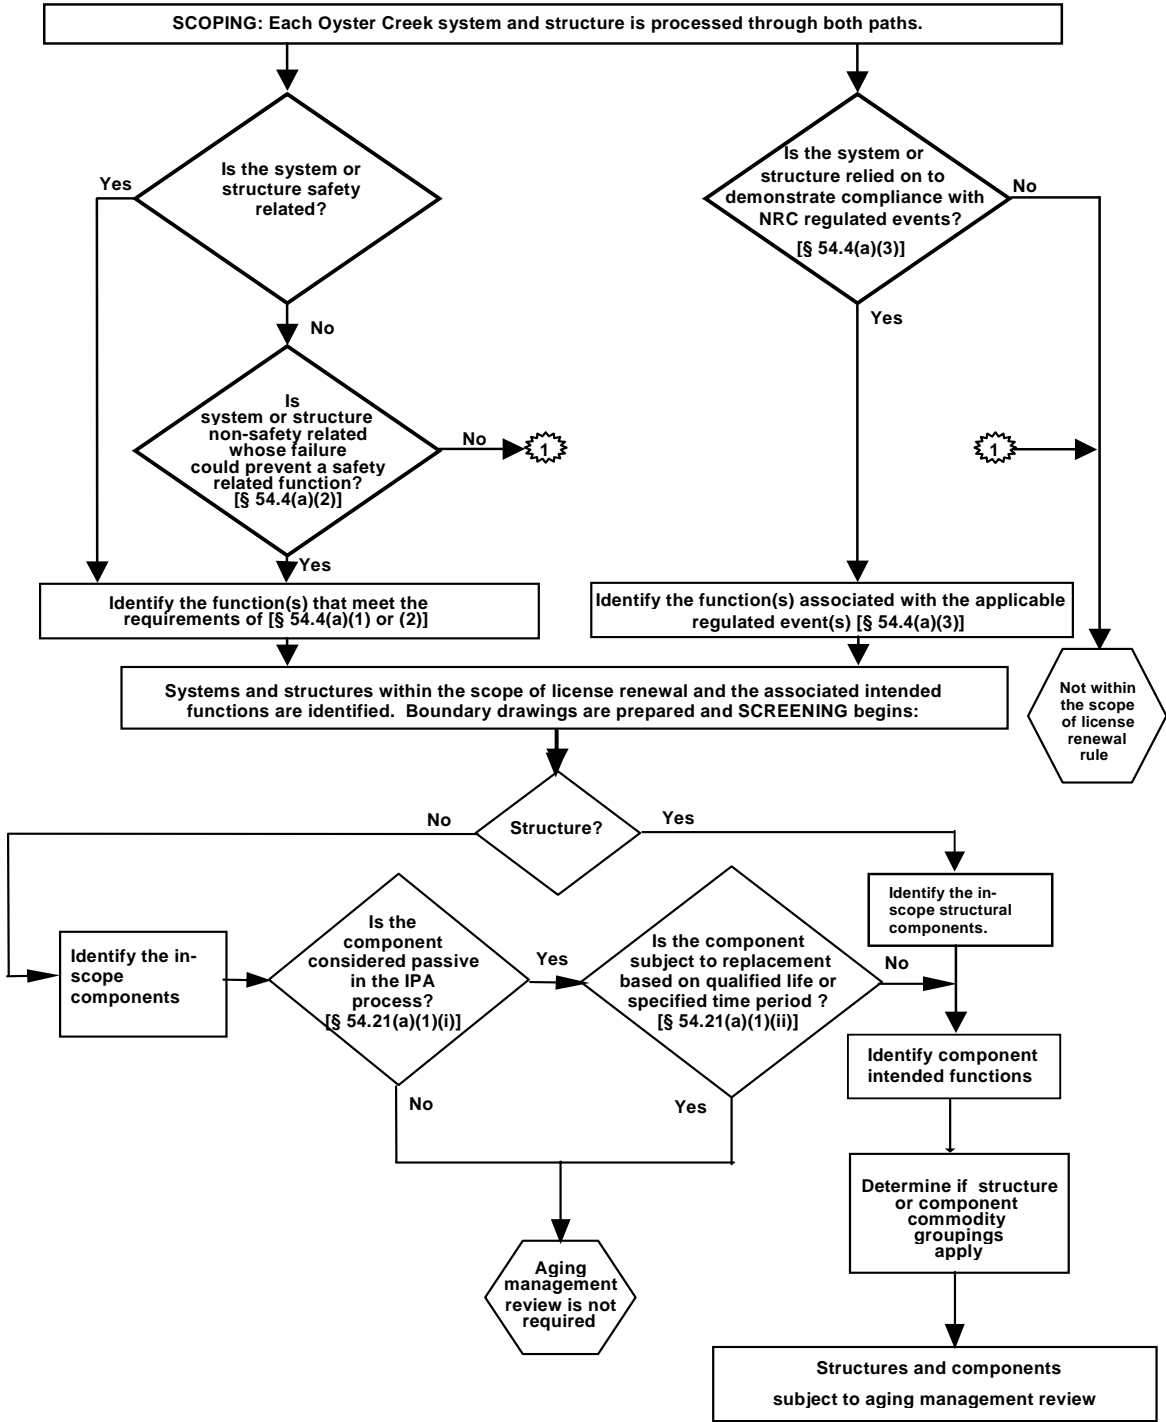 SCOPING: Each Oyster Creek system and structure is processed through both paths.
Is the system or
structure safety
related?
Yes
No
Is the system or
structure relied on to
demonstrate compliance with
NRC regulated events?
[§ 54.4(a)(3)]
No
Yes
Is
system or structure
non-safety related
whose failure
could prevent a safety
related function?
[§ 54.4(a)(2)]
No
1
1
Yes
Identify the function(s) that meet the
requirements of [§ 54.4(a)(1) or (2)]
Identify the function(s) associated with the applicable
regulated event(s) [§ 54.4(a)(3)]
Not within
the scope
of license
renewal
rule
Systems and structures within the scope of license renewal and the associated intended
functions are identified. Boundary drawings are prepared and SCREENING begins:
No
Structure?
Yes
Identify the in-
scope structural
components.
Identify the in-
scope
components
Is the
component
considered passive
in the IPA
process?
[§ 54.21(a)(1)(i)]
Yes
Is the component
subject to replacement
based on qualified life or
specified time period ?
[§ 54.21(a)(1)(ii)]
No
No
Yes
Identify component
intended functions
Determine if structure
or component
commodity
groupings
apply
Aging
management
review is not
required
Structures and components
subject to aging management review